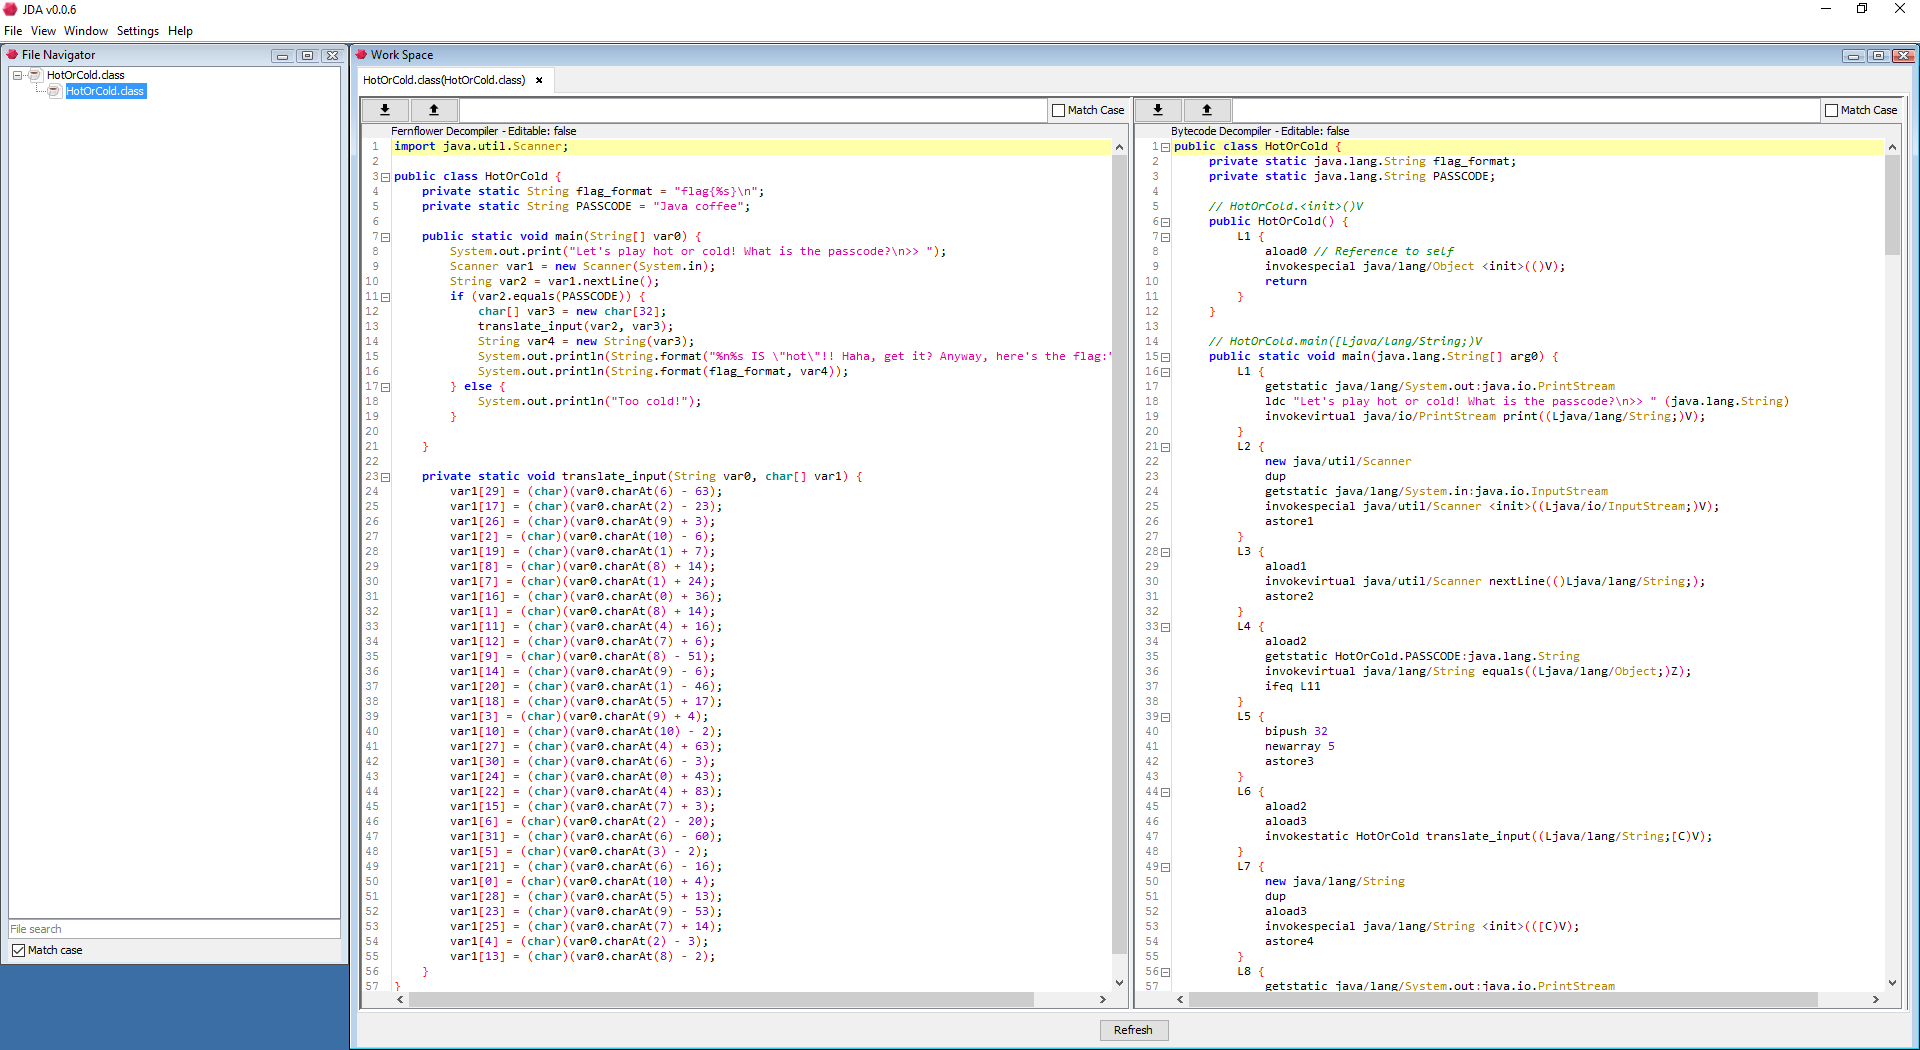 JDA v0.0.6
File View Window Settings Help
File Navigator
HotOrCold.class
HotOrCold.class
File search
Match case
Work Space
HotOrCold.class(HotOrCold.class)
Match Case
Fernflower Decompiler - Editable: false
1 import java.util.Scanner;
2
3 public class HotOrCold {
4 private static String flag_format = "flag{%s}\n";
5 private static String PASSCODE = "Java coffee";
6
7 public static void main(String[] var0) {
8 System.out.print("Let's play hot or cold! What is the passcode?\n>> ");
9 Scanner var1 = new Scanner(System.in);
10 String var2 = var1.nextLine();
11 if (var2.equals(PASSCODE)) {
12 char[] var3 = new char[32];
13 translate_input(var2, var3);
14 String var4 = new String(var3);
15 System.out.println(String.format("%n%s IS \"hot\"!! Haha, get it? Anyway, here's the flag:"
16 System.out.println(String.format(flag_format, var4));
17 } else {
18 System.out.println("Too cold!");
19 }
20
21 }
22
23 private static void translate_input(String var0, char[] var1) {
24 var1[29] = (char)(var0.charAt(6) - 63);
25 var1[17] = (char)(var0.charAt(2) - 23);
26 var1[26] = (char)(var0.charAt(9) + 3);
27 var1[2] = (char)(var0.charAt(10) - 6);
28 var1[19] = (char)(var0.charAt(1) + 7);
29 var1[8] = (char)(var0.charAt(8) + 14);
30 var1[7] = (char)(var0.charAt(1) + 24);
31 var1[16] = (char)(var0.charAt(0) + 36);
32 var1[1] = (char)(var0.charAt(8) + 14);
33 var1[11] = (char)(var0.charAt(4) + 16);
34 var1[12] = (char)(var0.charAt(7) + 6);
35 var1[9] = (char)(var0.charAt(8) - 51);
36 var1[14] = (char)(var0.charAt(9) - 6);
37 var1[20] = (char)(var0.charAt(1) - 46);
38 var1[18] = (char)(var0.charAt(5) + 17);
39 var1[3] = (char)(var0.charAt(9) + 4);
40 var1[10] = (char)(var0.charAt(10) - 2);
41 var1[27] = (char)(var0.charAt(4) + 63);
42 var1[30] = (char)(var0.charAt(6) - 3);
43 var1[24] = (char)(var0.charAt(0) + 43);
44 var1[22] = (char)(var0.charAt(4) + 83);
45 var1[15] = (char)(var0.charAt(7) + 3);
46 var1[6] = (char)(var0.charAt(2) - 20);
47 var1[31] = (char)(var0.charAt(6) - 60);
48 var1[5] = (char)(var0.charAt(3) - 2);
49 var1[21] = (char)(var0.charAt(6) - 16);
50 var1[0] = (char)(var0.charAt(10) + 4);
51 var1[28] = (char)(var0.charAt(5) + 13);
52 var1[23] = (char)(var0.charAt(9) - 53);
53 var1[25] = (char)(var0.charAt(7) + 14);
54 var1[4] = (char)(var0.charAt(2) - 3);
55 var1[13] = (char)(var0.charAt(8) - 2);
56 }
57 }
Match Case
Bytecode Decompiler - Editable: false
1 public class HotOrCold {
2 private static java.lang.String flag_format;
3 private static java.lang.String PASSCODE;
4
5 // HotOrCold.<init>()V
6 public HotOrCold() {
7 L1 {
8 aload0 // Reference to self
9 invokespecial java/lang/Object <init>(()V);
10 return
11 }
12 }
13
14 // HotOrCold.main([Ljava/lang/String;)V
15 public static void main(java.lang.String[] arg0) {
16 L1 {
17 getstatic java/lang/System.out:java.io.PrintStream
18 ldc "Let's play hot or cold! What is the passcode?\n>> " (java.lang.String)
19 invokevirtual java/io/PrintStream print((Ljava/lang/String;)V);
20 }
21 L2 {
22 new java/util/Scanner
23 dup
24 getstatic java/lang/System.in:java.io.InputStream
25 invokespecial java/util/Scanner <init>((Ljava/io/InputStream;)V);
26 astore1
27 }
28 L3 {
29 aload1
30 invokevirtual java/util/Scanner nextLine(()Ljava/lang/String;);
31 astore2
32 }
33 L4 {
34 aload2
35 getstatic HotOrCold.PASSCODE:java.lang.String
36 invokevirtual java/lang/String equals((Ljava/lang/Object;)Z);
37 ifeq L11
38 }
39 L5 {
40 bipush 32
41 newarray 5
42 astore3
43 }
44 L6 {
45 aload2
46 aload3
47 invokestatic HotOrCold translate_input((Ljava/lang/String;[C)V);
48 }
49 L7 {
50 new java/lang/String
51 dup
52 aload3
53 invokespecial java/lang/String <init>(([C)V);
54 astore4
55 }
56 L8 {
57 getstatic java/lang/System.out:java.io.PrintStream
Refresh